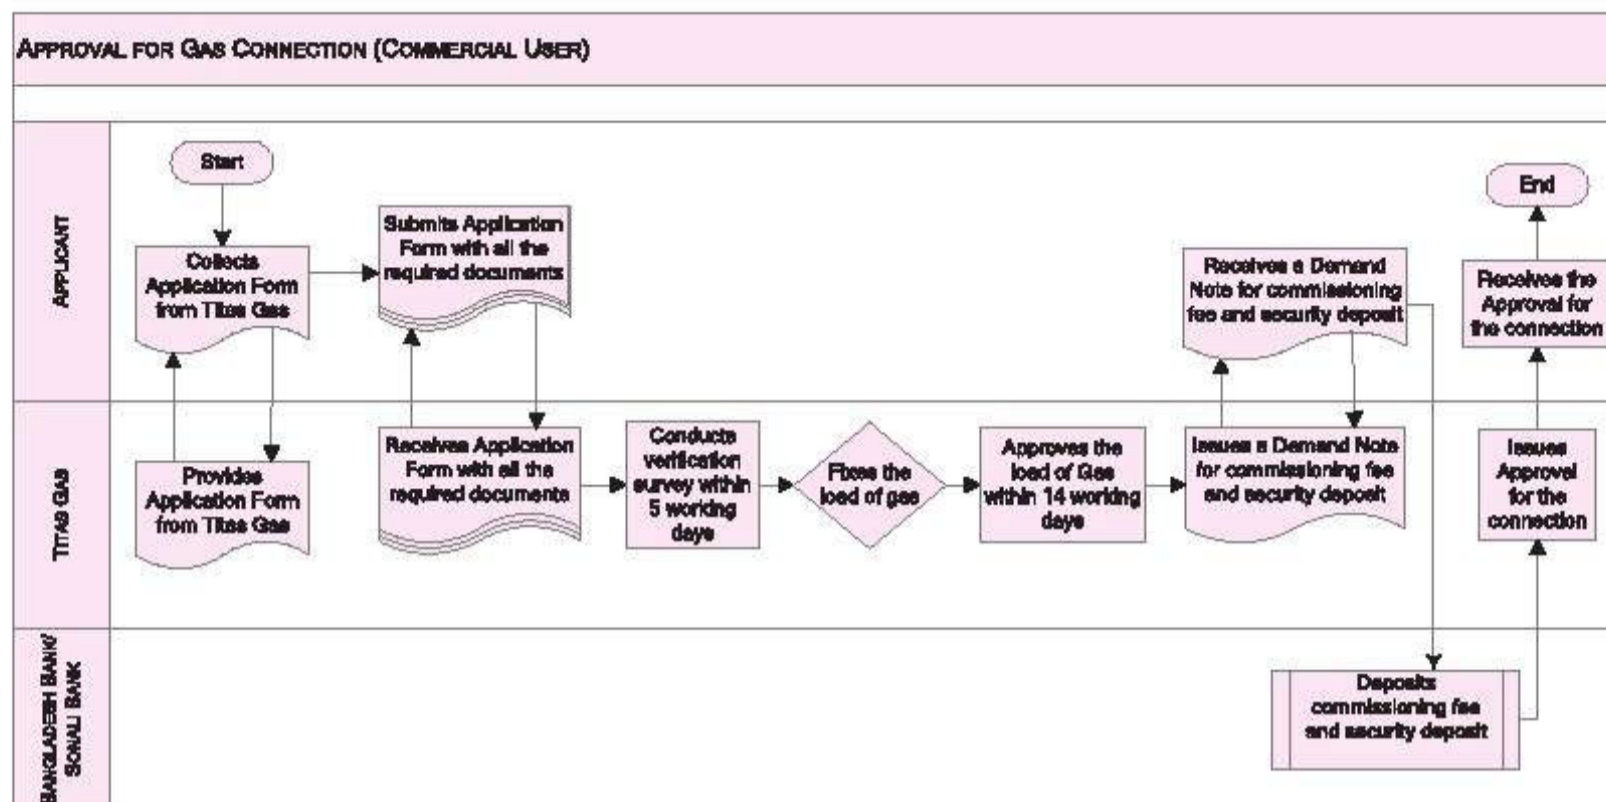 APPROVAL FOR GAS CONNECTION (COMMERCIAL USER)
APPLICANT
Start
Collects
Application Form
from Titas Gas
Submits Application
Form with all the
required documents
Receives a Demand
Note for commissioning
fee and security deposit
End
Receives the
Approval for
the connection
TITAS GAS
Provides
Application Form
from Titas Gas
Receives Application
Form with all the
required documents
Conducts
verification
survey within
5 working
days
Fixes the
load of gas
Approves the
load of Gas
within 14 working
days
Issues a Demand Note
for commissioning fee
and security deposit
Issues
Approval
for the
connection
BANGLADESH BANK/
SONALI BANK
Deposits
commissioning fee
and security deposit